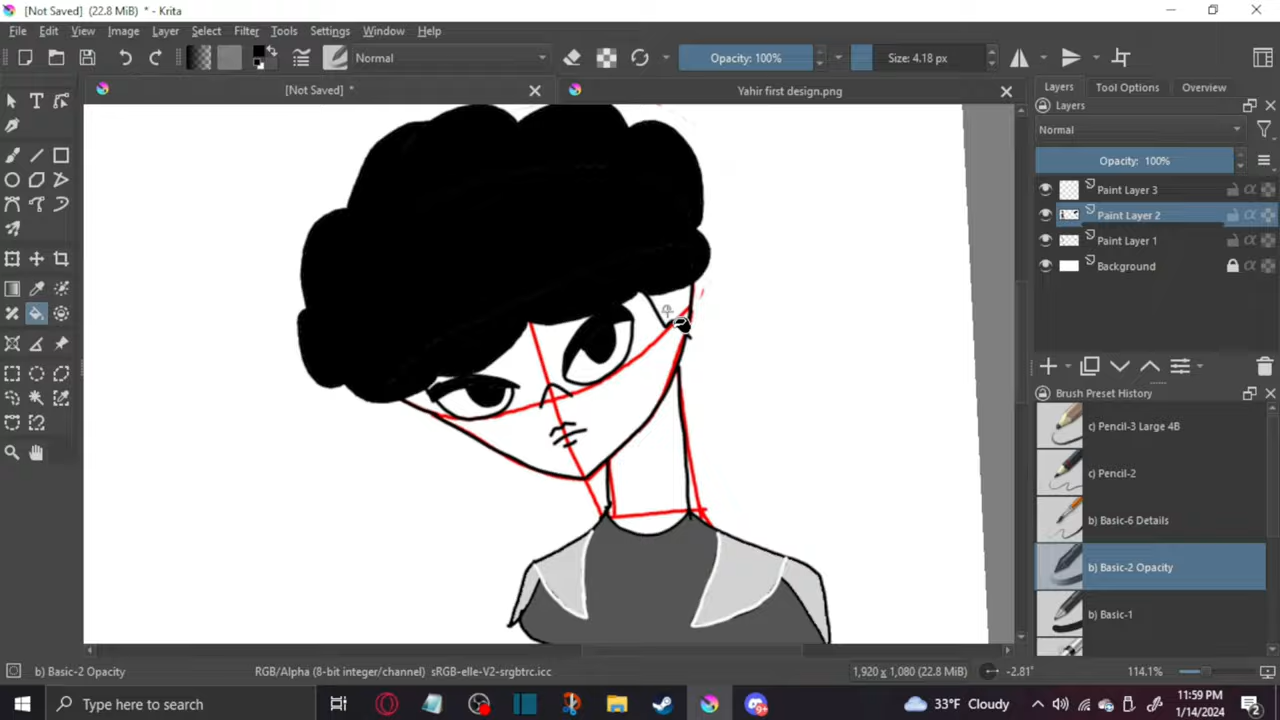 [Not Saved] (22.8 MiB) * - Krita
File Edit View Image Layer Select Filter Tools Settings Window Help
Normal
Opacity: 100%
Size: 4.18 px
[Not Saved] *
Yahir first design.png
Layers Tool Options Overview
Layers
Normal
Opacity: 100%
Paint Layer 3
Paint Layer 2
Paint Layer 1
Background
Brush Preset History
c) Pencil-3 Large 4B
c) Pencil-2
b) Basic-6 Details
b) Basic-2 Opacity
b) Basic-1
b) Basic-2 Opacity
RGB/Alpha (8-bit integer/channel) sRGB-elle-V2-srgbtrc.icc
1,920 x 1,080 (22.8 MiB)
-2.81°
114.1%
Type here to search
9+
33°F Cloudy
11:59 PM
1/14/2024
2